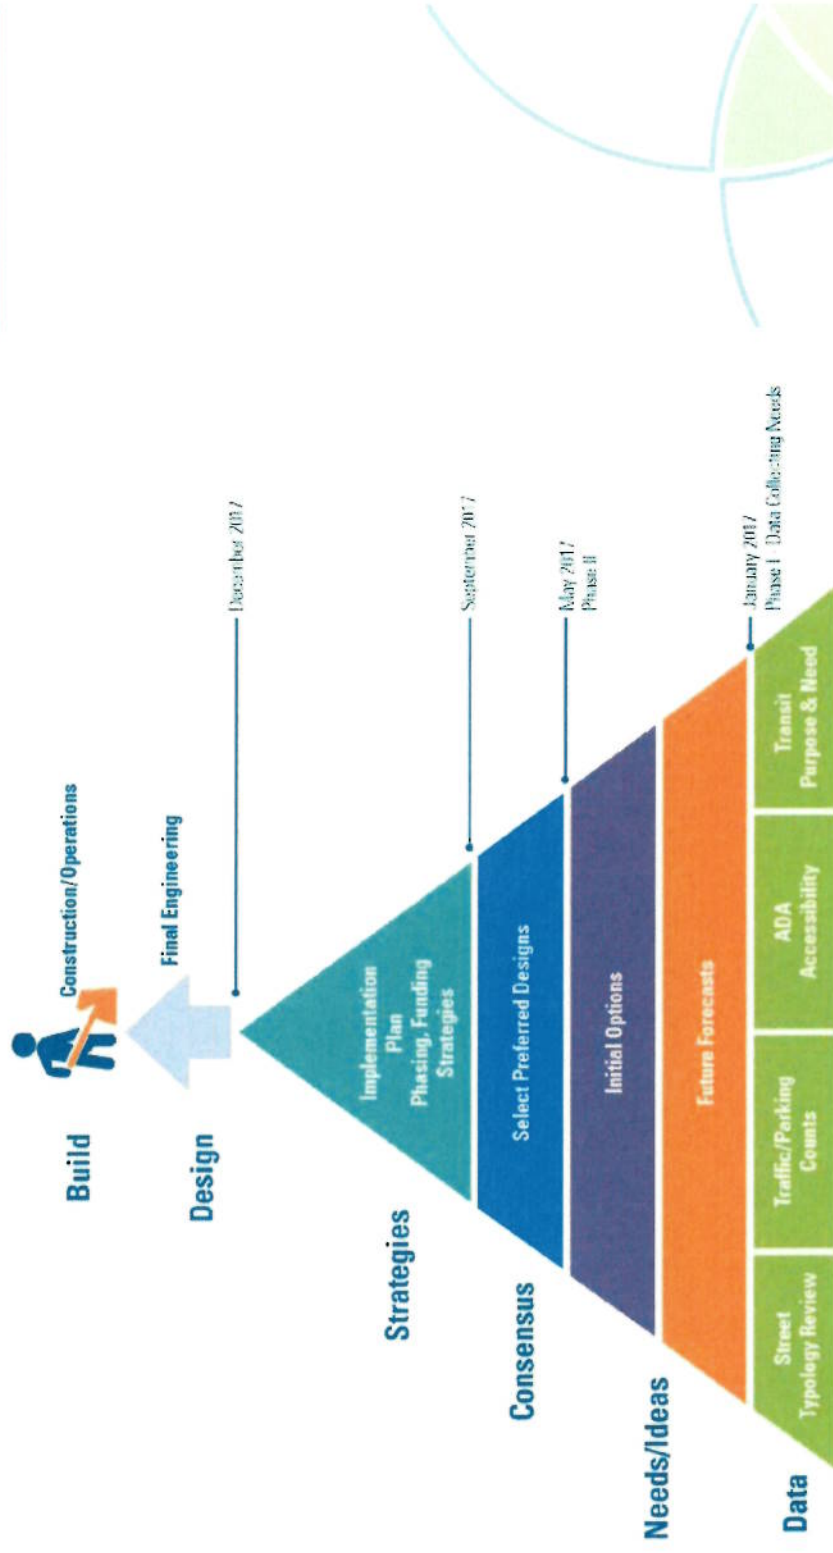 Build
Construction/Operations
Design
Final Engineering
December 2017
Strategies
Implementation
Plan
Phasing, Funding
Strategies
September 2017
Consensus
Select Preferred Designs
May 2017
Phase II
Needs/Ideas
Initial Options
Future Forecasts
January 2017
Phase I - Data Collecting Needs
Data
Street
Typology Review
Traffic/Parking
Counts
ADA
Accessibility
Transit
Purpose & Need